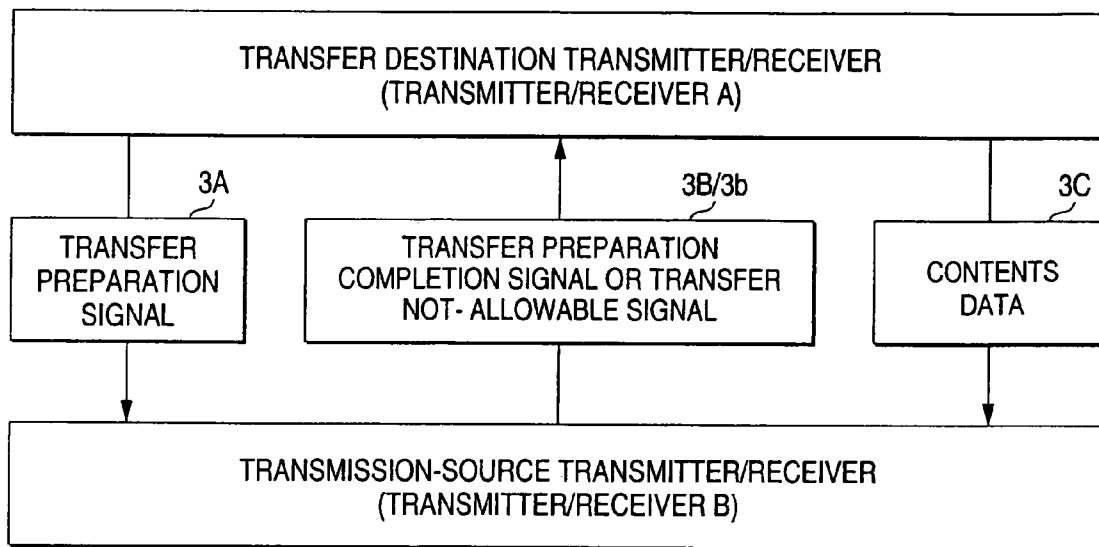 TRANSFER DESTINATION TRANSMITTER/RECEIVER
(TRANSMITTER/RECEIVER A)
3A
3B/3b
3C
TRANSFER
PREPARATION
SIGNAL
TRANSFER PREPARATION
COMPLETION SIGNAL OR TRANSFER
NOT- ALLOWABLE SIGNAL
CONTENTS
DATA
TRANSMISSION-SOURCE TRANSMITTER/RECEIVER
(TRANSMITTER/RECEIVER B)